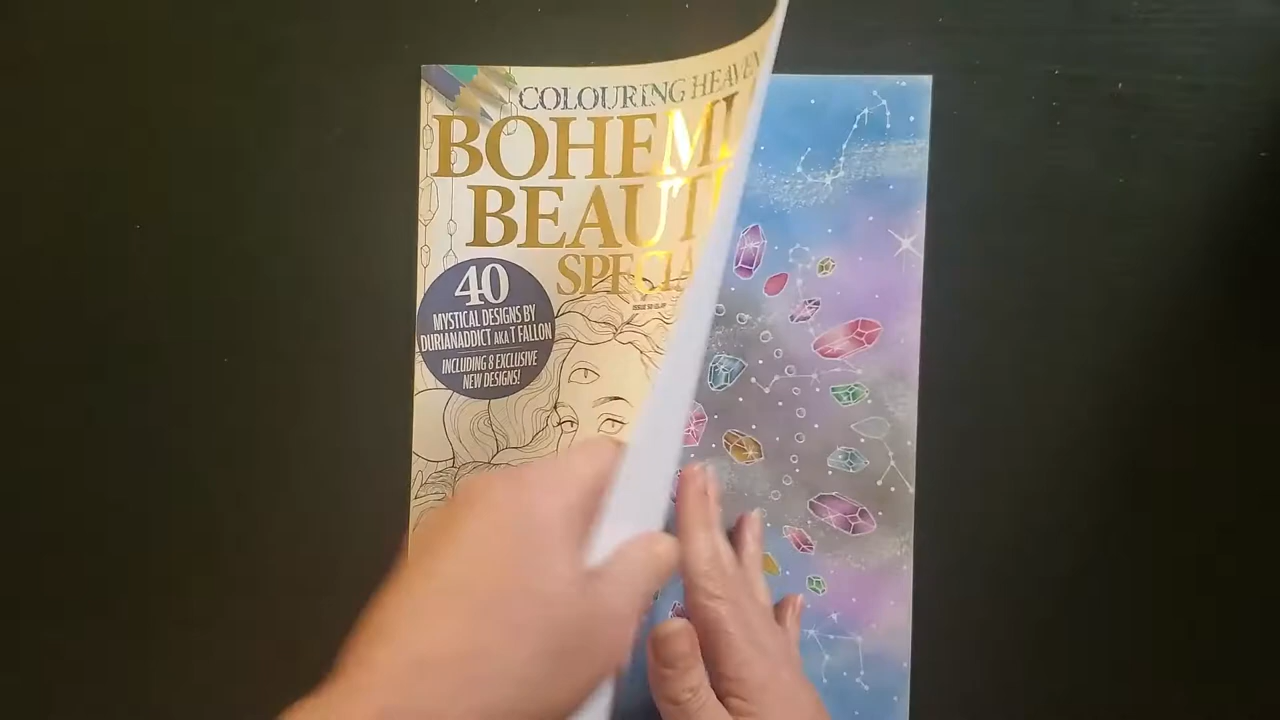 COLOURING HEAVEN
BOHEMI
BEAUT
SPECIA
40
MYSTICAL DESIGNS BY
DURIANADDICT AKA T FALLON
INCLUDING 8 EXCLUSIVE
NEW DESIGNS!